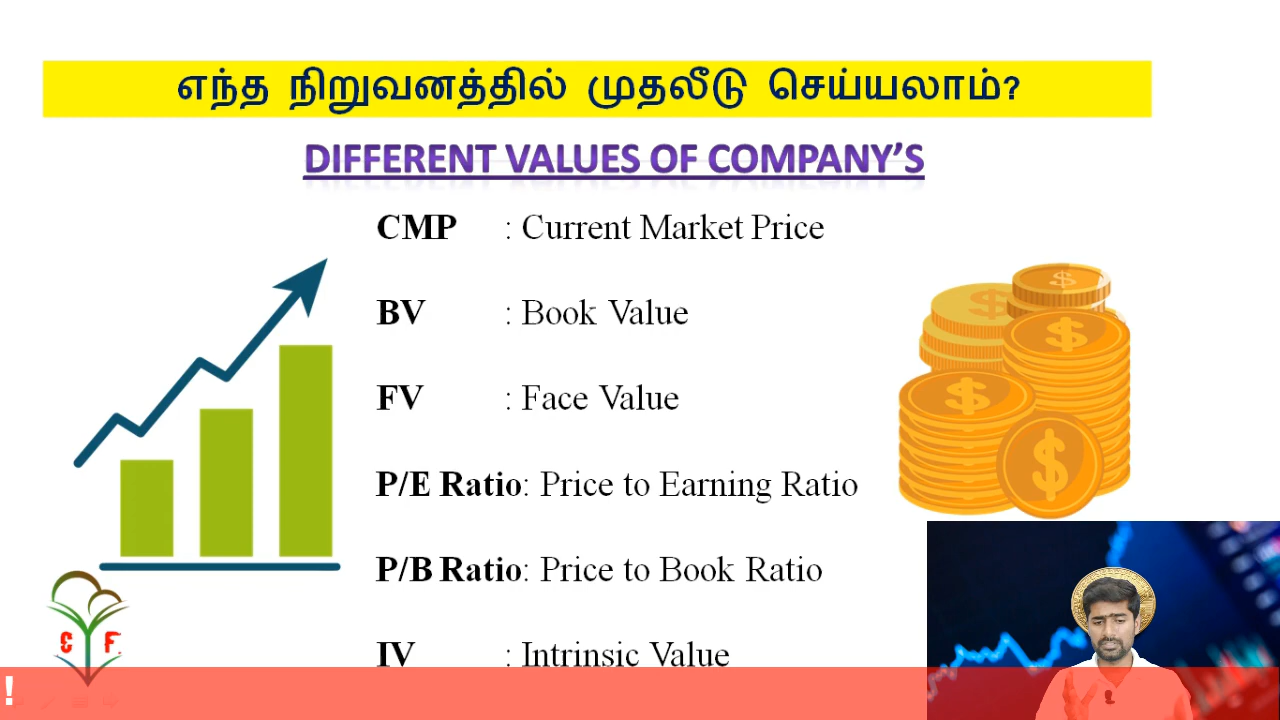 எந்த நிறுவனத்தில் முதலீடு செய்யலாம்?
DIFFERENT VALUES OF COMPANY'S
CMP : Current Market Price
BV : Book Value
FV : Face Value
P/E Ratio: Price to Earning Ratio
P/B Ratio: Price to Book Ratio
IV : Intrinsic Value
C F.
!